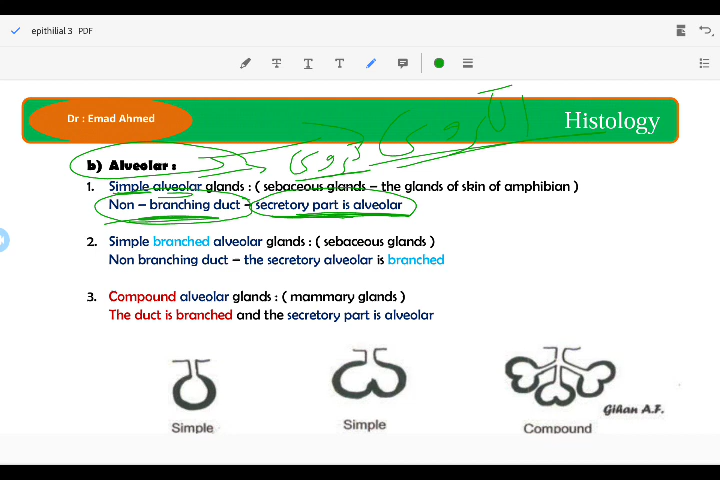 epithilial 3 PDF
Dr : Emad Ahmed
Histology
b) Alveolar :
1. Simple alveolar glands : ( sebaceous glands – the glands of skin of amphibian )
Non – branching duct – secretory part is alveolar
2. Simple branched alveolar glands : ( sebaceous glands )
Non branching duct – the secretory alveolar is branched
3. Compound alveolar glands : ( mammary glands )
The duct is branched and the secretory part is alveolar
Gihan A.F.
Simple
Simple
Compound